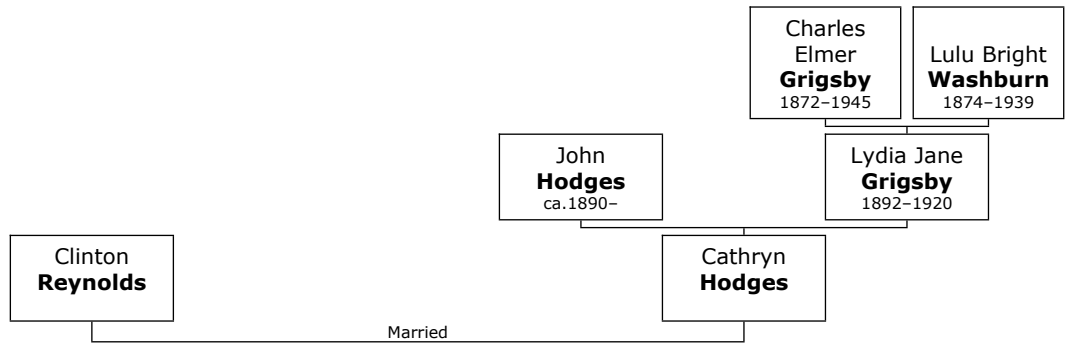 Charles
Elmer
Grigsby
1872–1945
Lulu Bright
Washburn
1874–1939
John
Hodges
ca.1890–
Lydia Jane
Grigsby
1892–1920
Clinton
Reynolds
Cathryn
Hodges
Married